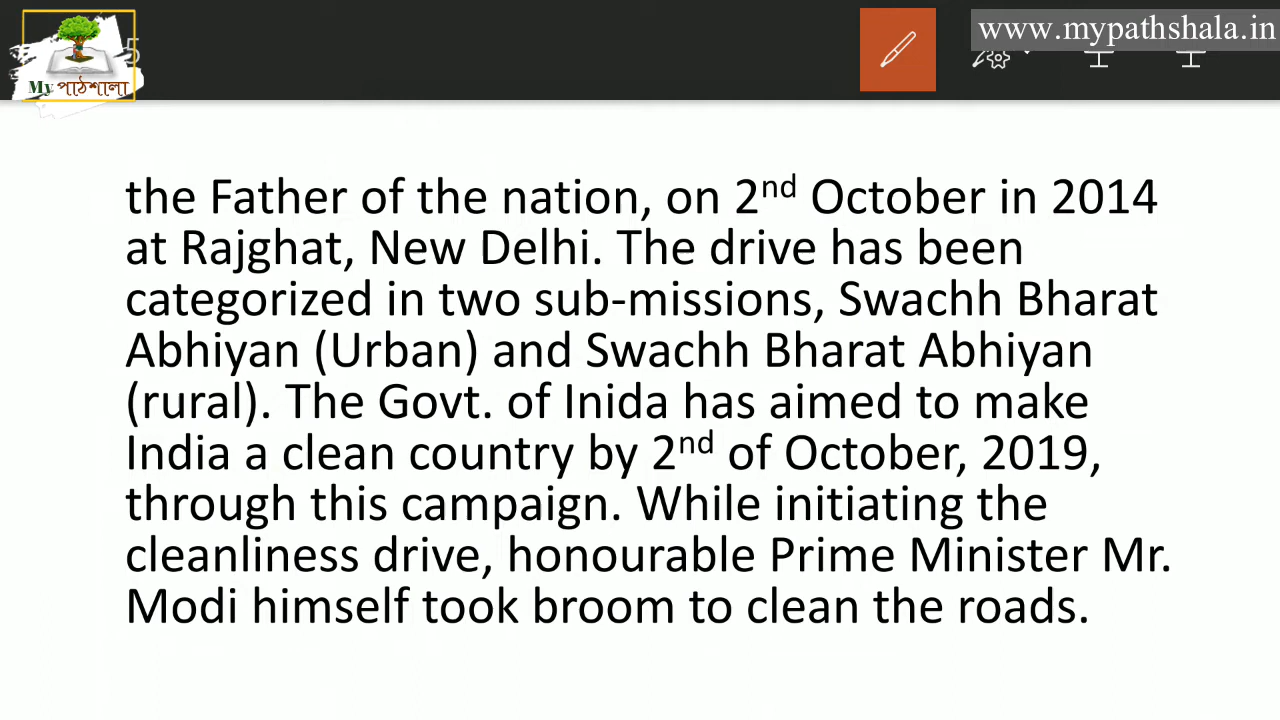 www.mypathshala.in
5
My পাঠশালা
the Father of the nation, on 2nd October in 2014
at Rajghat, New Delhi. The drive has been
categorized in two sub-missions, Swachh Bharat
Abhiyan (Urban) and Swachh Bharat Abhiyan
(rural). The Govt. of Inida has aimed to make
India a clean country by 2nd of October, 2019,
through this campaign. While initiating the
cleanliness drive, honourable Prime Minister Mr.
Modi himself took broom to clean the roads.